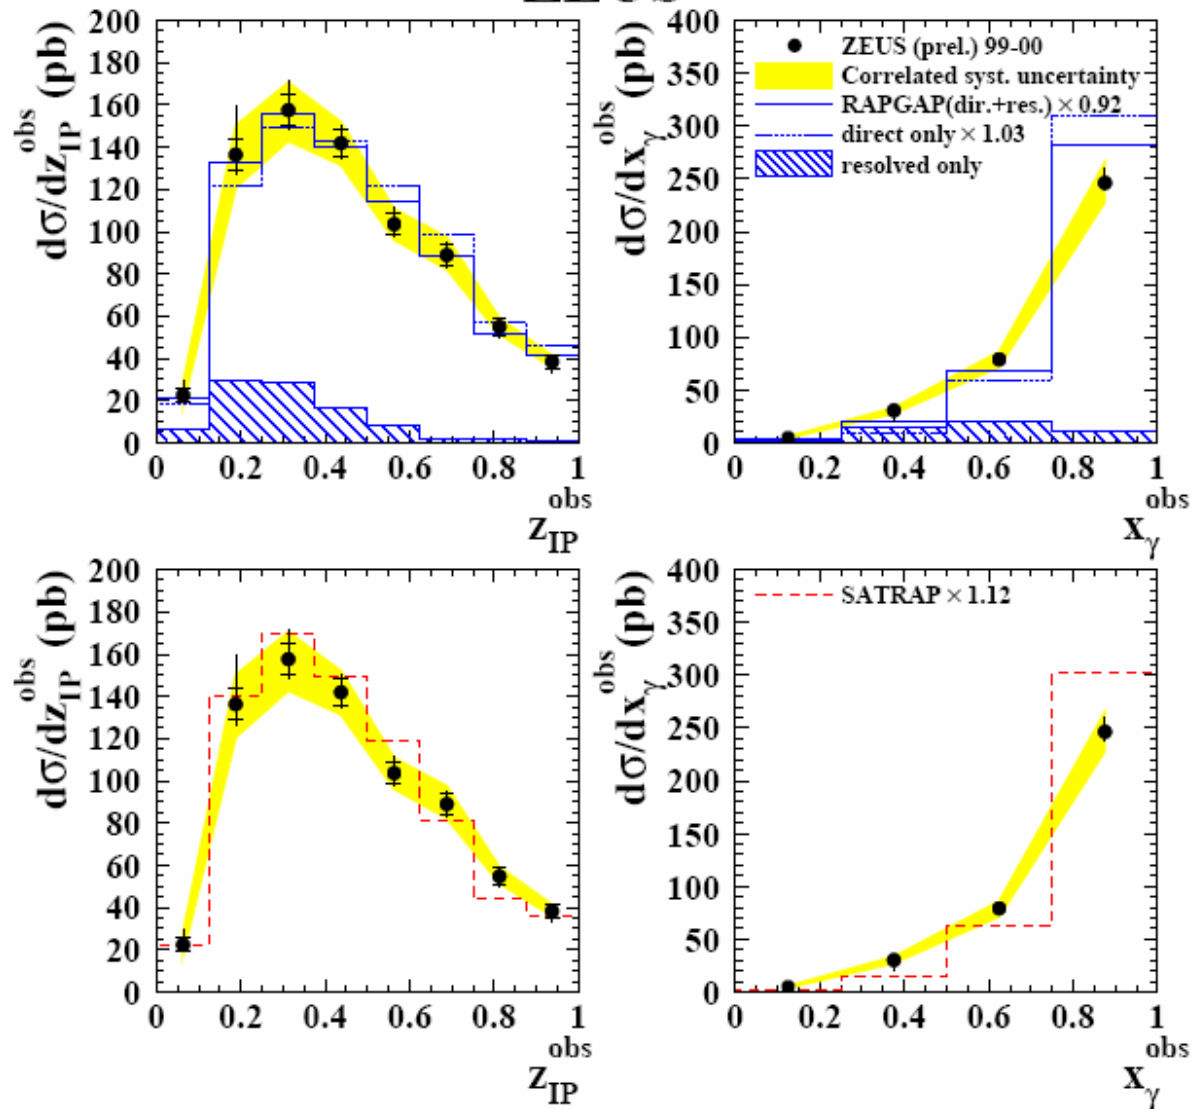 dσ/dz_IP^obs (pb)
200
180
160
140
120
100
80
60
40
20
0
0 0.2 0.4 0.6 0.8 1
z_IP^obs
dσ/dx_γ^obs (pb)
400
350
300
250
200
150
100
50
0
ZEUS (prel.) 99-00
Correlated syst. uncertainty
RAPGAP(dir.+res.) × 0.92
direct only × 1.03
resolved only
0 0.2 0.4 0.6 0.8 1
x_γ^obs
dσ/dz_IP^obs (pb)
200
180
160
140
120
100
80
60
40
20
0
0 0.2 0.4 0.6 0.8 1
z_IP^obs
dσ/dx_γ^obs (pb)
400
350
300
250
200
150
100
50
0
SATRAP × 1.12
0 0.2 0.4 0.6 0.8 1
x_γ^obs